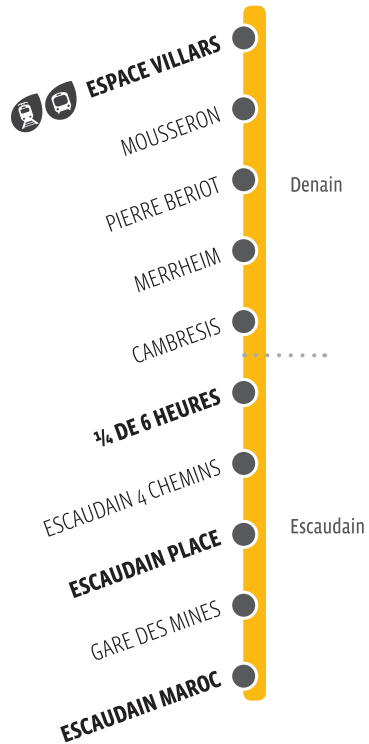 ESPACE VILLARS
MOUSSERON
PIERRE BERIOT
Denain
MERRHEIM
CAMBRESIS
¼ DE 6 HEURES
ESCAUDAIN 4 CHEMINS
Escaudain
ESCAUDAIN PLACE
GARE DES MINES
ESCAUDAIN MAROC